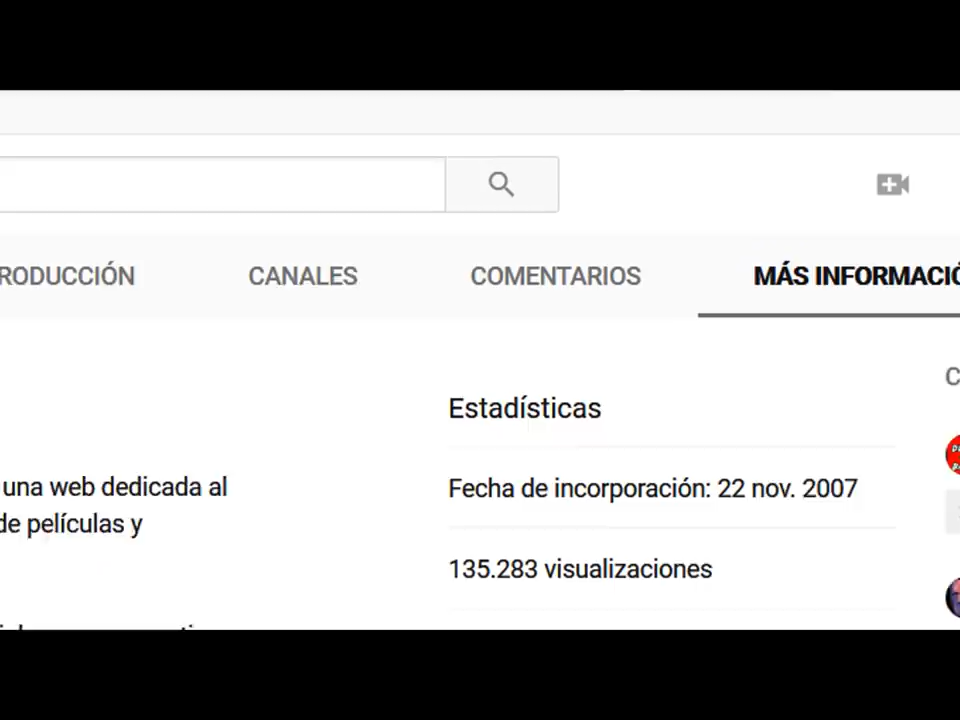 RODUCCIÓN CANALES COMENTARIOS MÁS INFORMACIÓ
Estadísticas
una web dedicada al
de películas y
Fecha de incorporación: 22 nov. 2007
135.283 visualizaciones